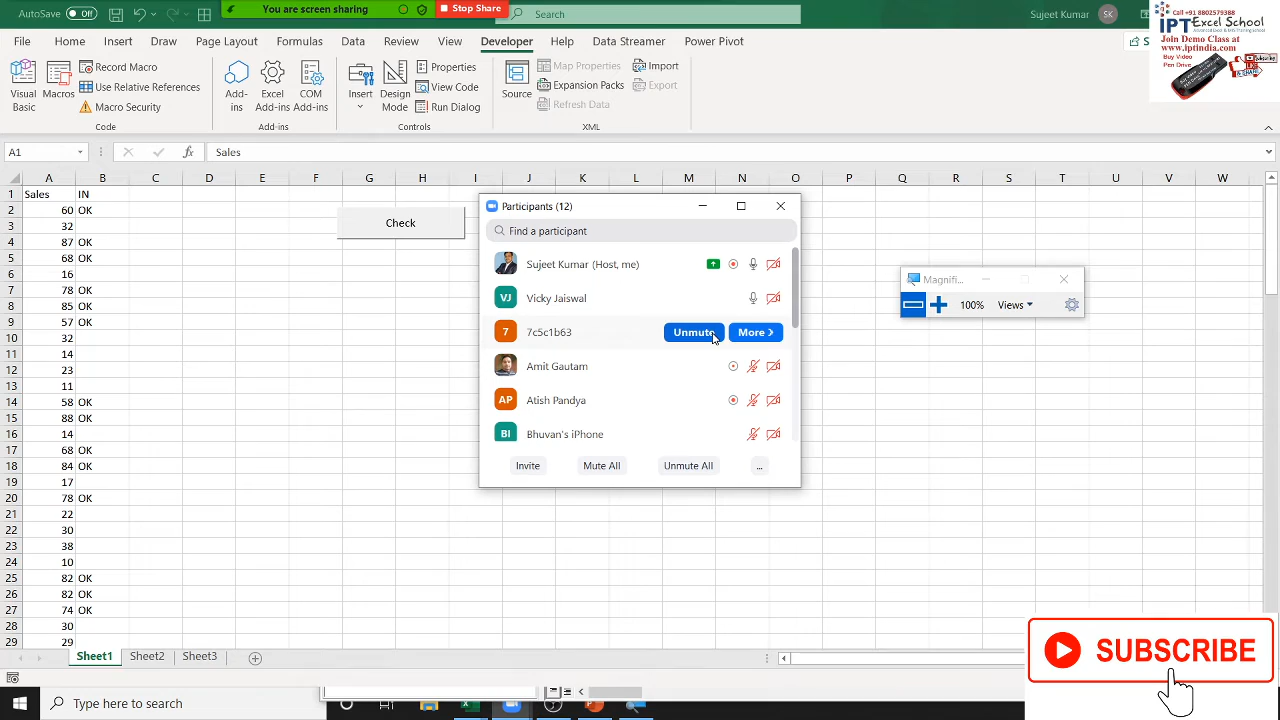 AutoSave Off
You are screen sharing
Stop Share
Search
Sujeet Kumar SK
Call +91 8802579388
IPT Excel School
Join Demo Class at
www.iptindia.com
Buy Video
Pen Drive
File Home Insert Draw Page Layout Formulas Data Review View Developer Help Data Streamer Power Pivot
Visual Basic
Macros
Record Macro
Use Relative References
Macro Security
Code
Add-ins
Excel Add-ins
COM Add-ins
Add-ins
Insert
Design Mode
Properties
View Code
Run Dialog
Controls
Source
Map Properties
Expansion Packs
Refresh Data
Import
Export
XML
A1 fx Sales
A B C D E F G H I J K L M N O P Q R S T U V W
1 Sales IN
2 60 OK
3 32
4 87 OK
5 68 OK
6 16
7 78 OK
8 85 OK
9 57 OK
10 32
11 14
12 23
13 11
14 58 OK
15 88 OK
16 14
17 68 OK
18 84 OK
19 17
20 78 OK
21 22
22 30
23 38
24 10
25 82 OK
26 82 OK
27 74 OK
28 30
29 29
Check
Participants (12)
Find a participant
Sujeet Kumar (Host, me)
VJ Vicky Jaiswal
7 7c5c1b63 Unmute More
Amit Gautam
AP Atish Pandya
BI Bhuvan's iPhone
Invite Mute All Unmute All ...
Magnifi...
100% Views
SUBSCRIBE
Sheet1 Sheet2 Sheet3
Type here to search